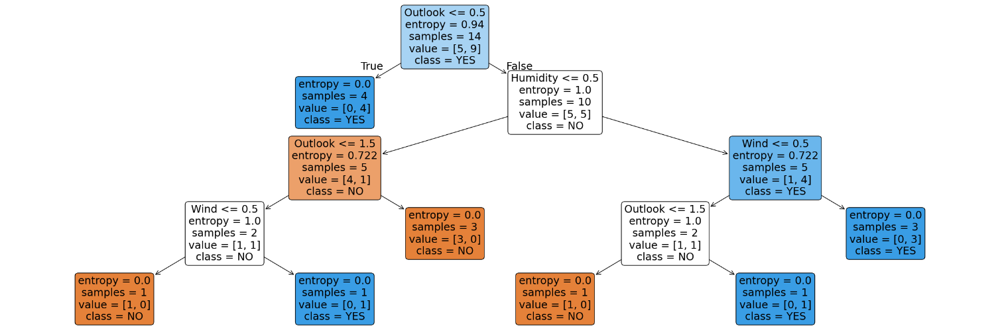 Outlook <= 0.5
entropy = 0.94
samples = 14
value = [5, 9]
class = YES
True
False
entropy = 0.0
samples = 4
value = [0, 4]
class = YES
Humidity <= 0.5
entropy = 1.0
samples = 10
value = [5, 5]
class = NO
Outlook <= 1.5
entropy = 0.722
samples = 5
value = [4, 1]
class = NO
Wind <= 0.5
entropy = 0.722
samples = 5
value = [1, 4]
class = YES
Wind <= 0.5
entropy = 1.0
samples = 2
value = [1, 1]
class = NO
entropy = 0.0
samples = 3
value = [3, 0]
class = NO
Outlook <= 1.5
entropy = 1.0
samples = 2
value = [1, 1]
class = NO
entropy = 0.0
samples = 3
value = [0, 3]
class = YES
entropy = 0.0
samples = 1
value = [1, 0]
class = NO
entropy = 0.0
samples = 1
value = [0, 1]
class = YES
entropy = 0.0
samples = 1
value = [1, 0]
class = NO
entropy = 0.0
samples = 1
value = [0, 1]
class = YES